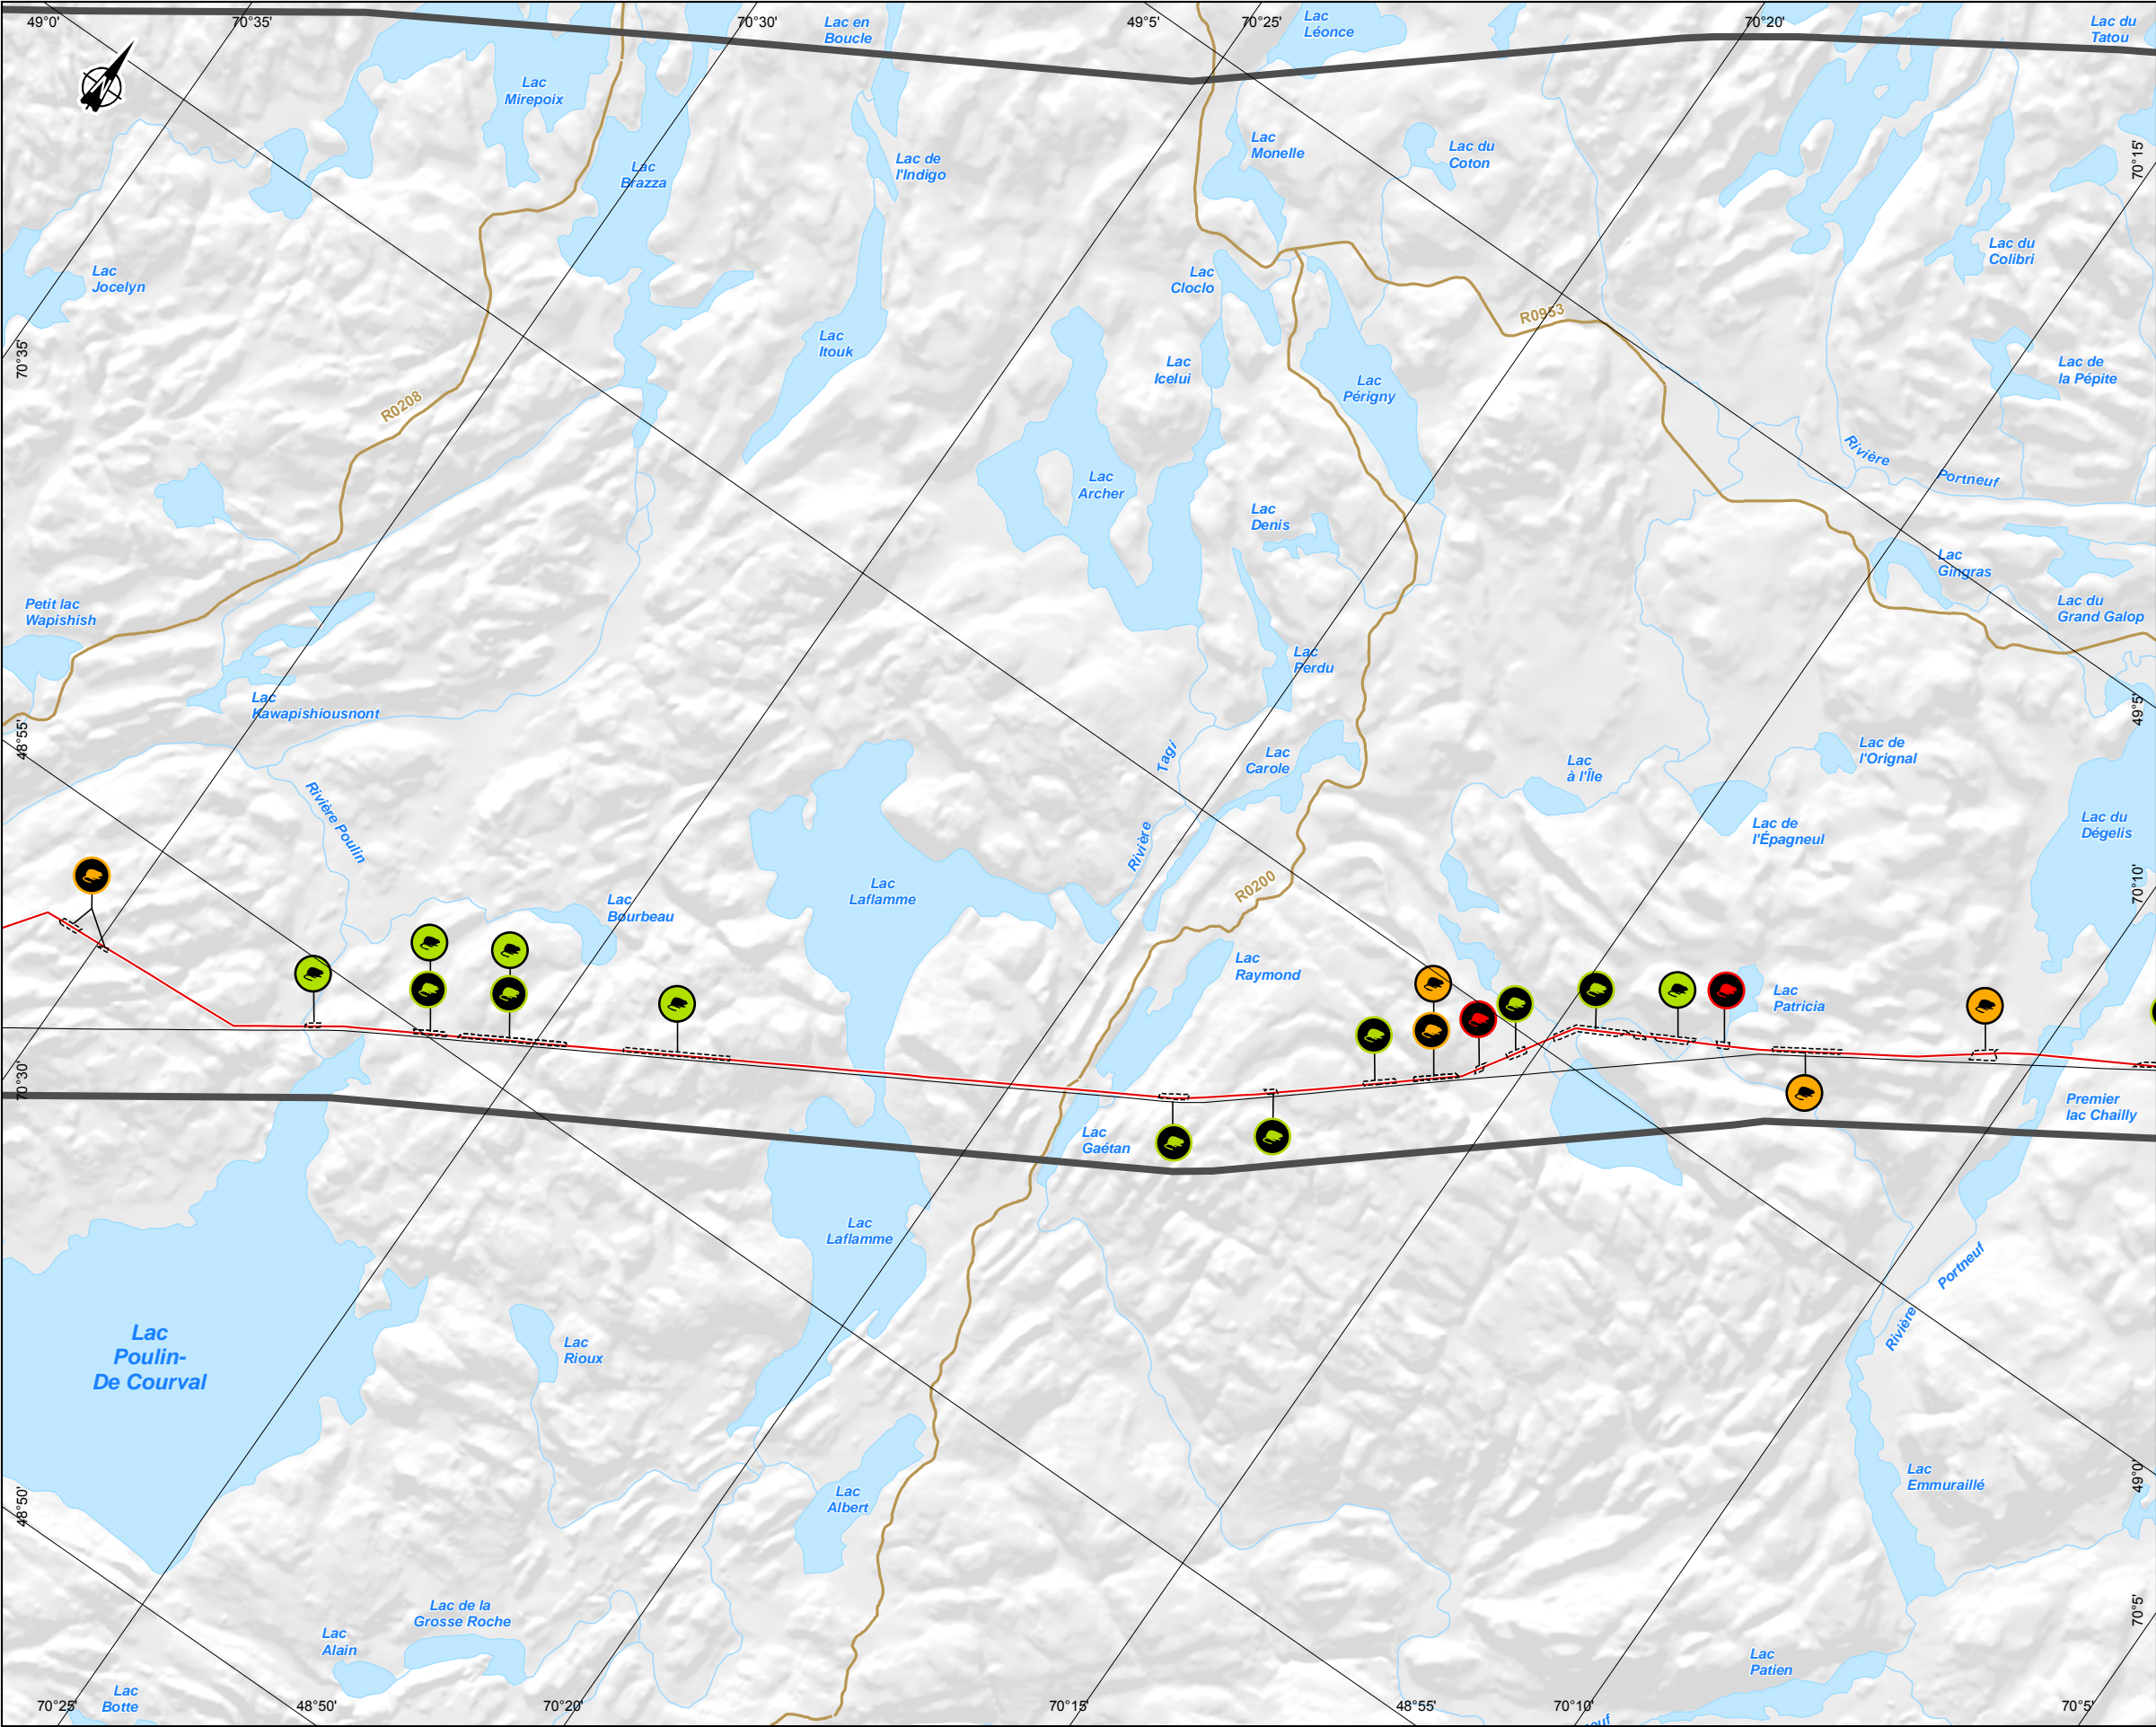 49°0'
70°35'
70°30'
Lac en
Boucle
49°5'
70°25'
Lac
Léonce
70°20'
Lac du
Tatou
Lac
Mirepoix
Lac
Brazza
Lac de
l'Indigo
Lac
Monelle
Lac du
Coton
70°15'
Lac
Jocelyn
Lac
Cloclo
Lac du
Colibri
R0953
70°35'
Lac
Itouk
Lac
Icelui
Lac
Périgny
Lac de
la Pépite
R0208
Rivière
Portneuf
Lac
Archer
Lac
Denis
Lac
Gingras
Petit lac
Wapishish
Lac du
Grand Galop
Lac
Perdu
Lac
Kawapishiousnont
48°55'
49°5'
Tagi
Rivière
Lac
Carole
Lac
à l'Île
Lac de
l'Orignal
Rivière Poulin
Lac de
l'Épagneul
Lac du
Dégelis
70°10'
Lac
Laflamme
R0200
Lac
Bourbeau
Lac
Raymond
Lac
Patricia
70°30'
Lac
Gaétan
Premier
lac Chailly
Lac
Laflamme
Rivière
Portneuf
Lac
Poulin-
De Courval
Lac
Rioux
48°50'
Lac
Albert
Lac
Emmuraillé
49°0'
Lac de la
Grosse Roche
Lac
Alain
70°5'
Lac
Patien
Lac
Botte
70°25'
48°50'
70°20'
70°15'
48°55'
70°10'
70°5'